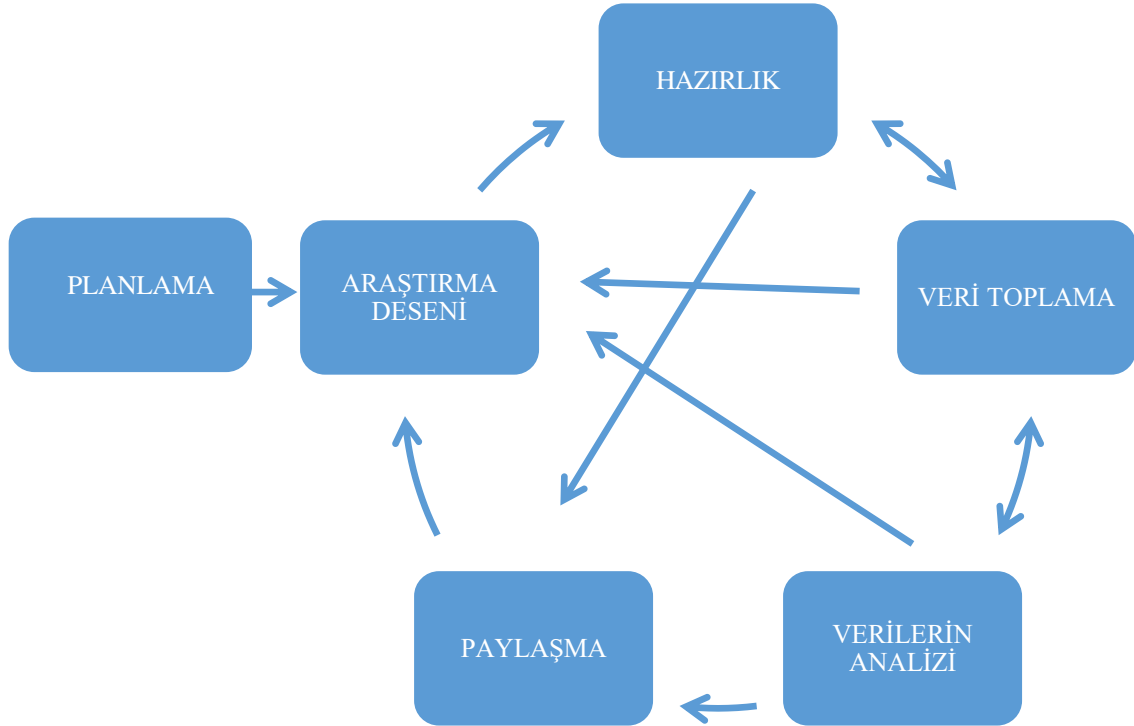 HAZIRLIK
PLANLAMA
ARAŞTIRMA
DESENİ
VERİ TOPLAMA
PAYLAŞMA
VERİLERİN
ANALİZİ